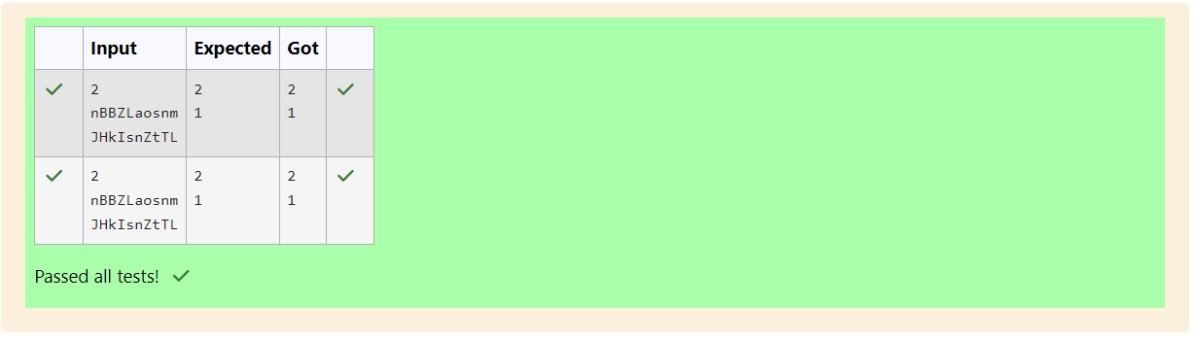 Input Expected Got
2 2 2
nBBZLaosnm 1 1
JHkIsnZtTL
2 2 2
nBBZLaosnm 1 1
JHkIsnZtTL
Passed all tests!